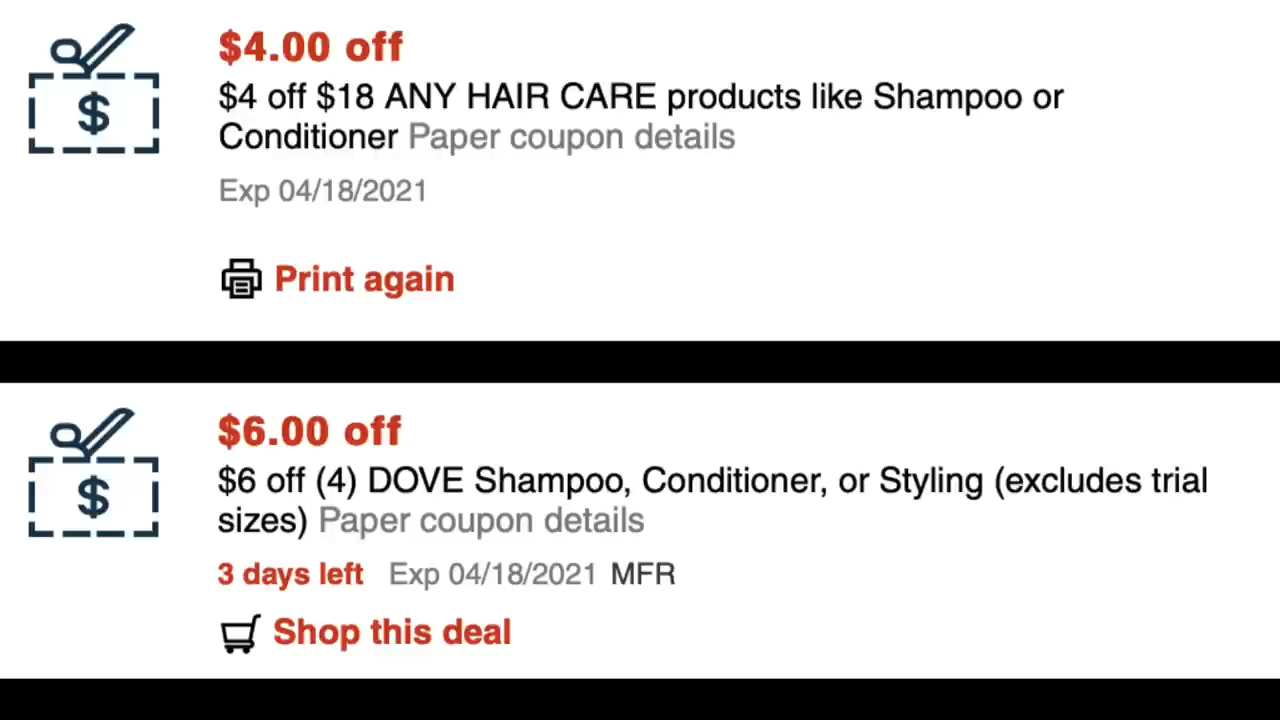 $4.00 off
$4 off $18 ANY HAIR CARE products like Shampoo or
Conditioner Paper coupon details
Exp 04/18/2021
Print again
$6.00 off
$6 off (4) DOVE Shampoo, Conditioner, or Styling (excludes trial
sizes) Paper coupon details
3 days left Exp 04/18/2021 MFR
Shop this deal